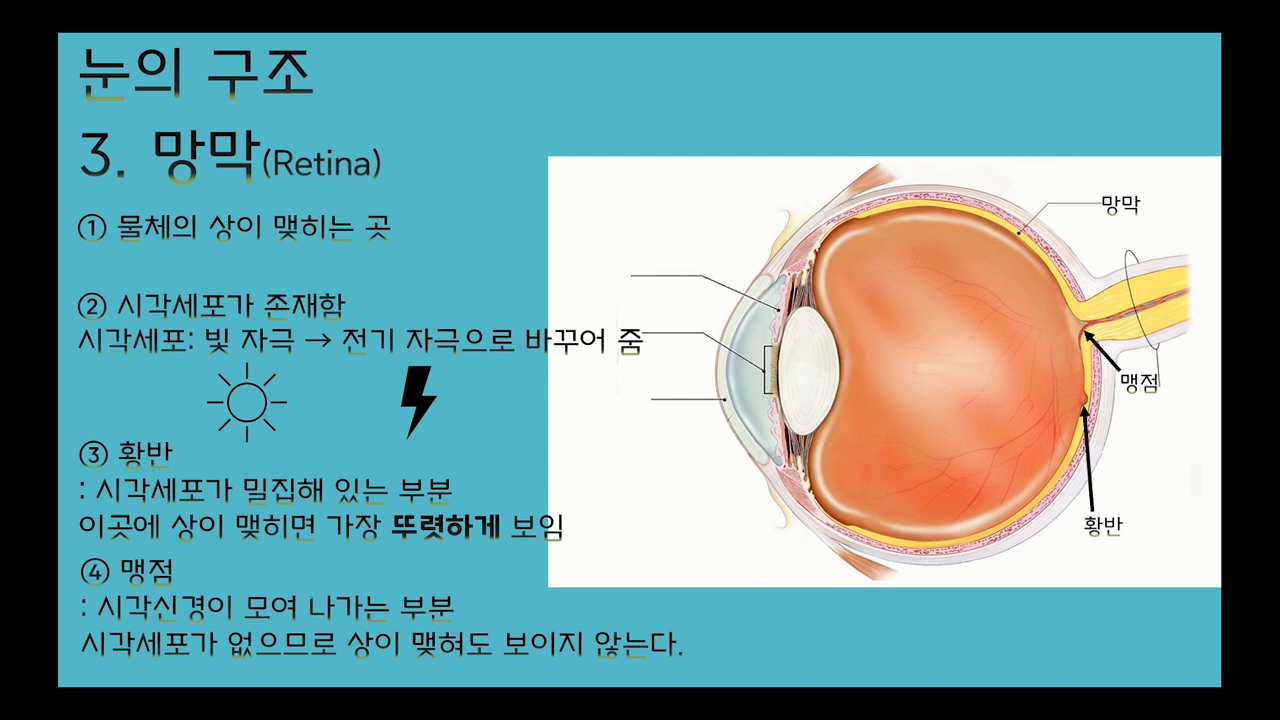 눈의 구조
3. 망막(Retina)
① 물체의 상이 맺히는 곳
② 시각세포가 존재함
시각세포: 빛 자극 → 전기 자극으로 바꾸어 줌
③ 황반
: 시각세포가 밀집해 있는 부분
이곳에 상이 맺히면 가장 뚜렷하게 보임
④ 맹점
: 시각신경이 모여 나가는 부분
시각세포가 없으므로 상이 맺혀도 보이지 않는다.
망막
맹점
황반